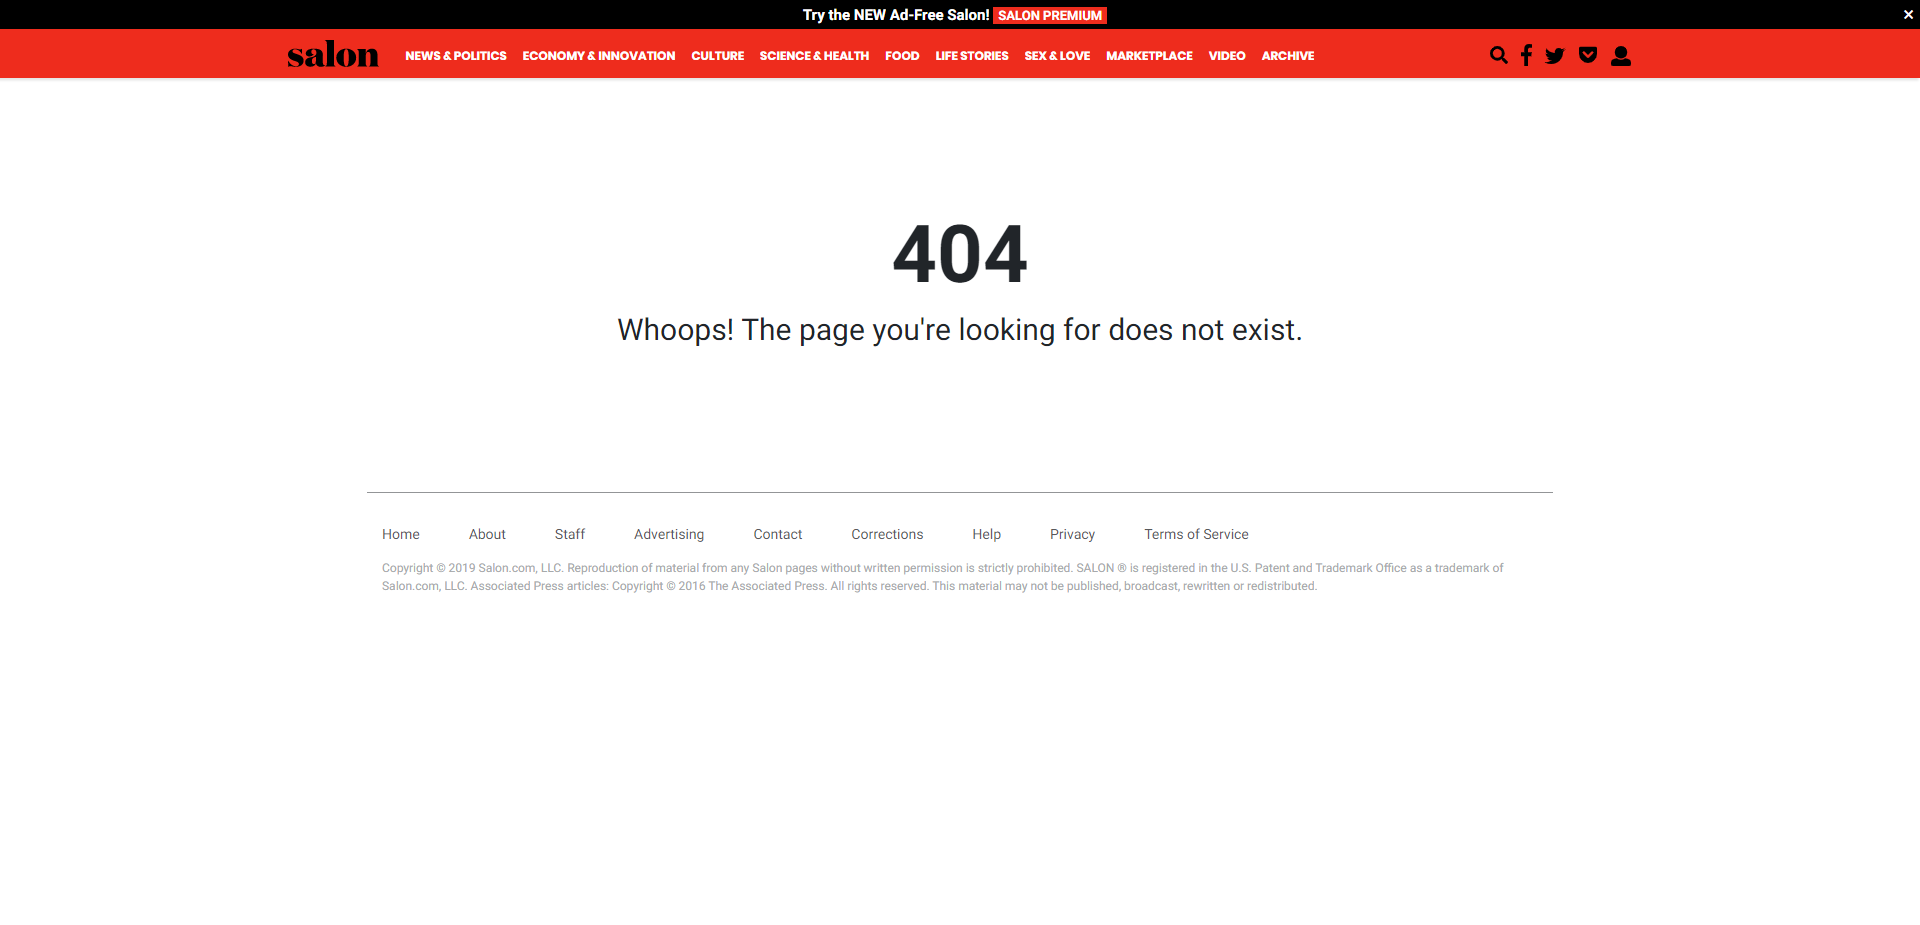 Try the NEW Ad-Free Salon! SALON PREMIUM ×
salon NEWS & POLITICS ECONOMY & INNOVATION CULTURE SCIENCE & HEALTH FOOD LIFE STORIES SEX & LOVE MARKETPLACE VIDEO ARCHIVE
404
Whoops! The page you're looking for does not exist.
Home About Staff Advertising Contact Corrections Help Privacy Terms of Service
Copyright © 2019 Salon.com, LLC. Reproduction of material from any Salon pages without written permission is strictly prohibited. SALON ® is registered in the U.S. Patent and Trademark Office as a trademark of
Salon.com, LLC. Associated Press articles: Copyright © 2016 The Associated Press. All rights reserved. This material may not be published, broadcast, rewritten or redistributed.